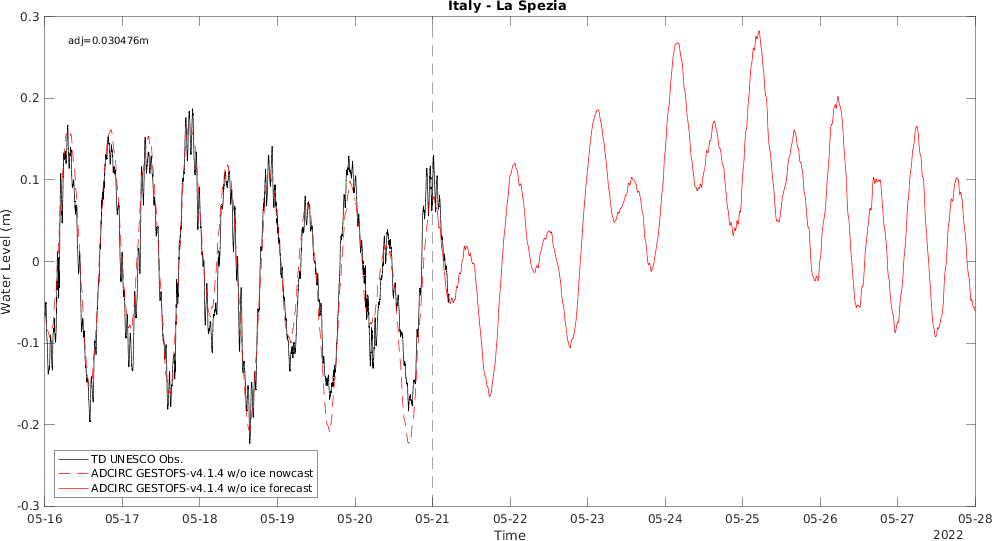 Italy - La Spezia
adj=0.030476m
0.3
0.2
0.1
0
-0.1
-0.2
-0.3
Water Level (m)
TD UNESCO Obs.
ADCIRC GESTOFS-v4.1.4 w/o ice nowcast
ADCIRC GESTOFS-v4.1.4 w/o ice forecast
05-16 05-17 05-18 05-19 05-20 05-21 05-22 05-23 05-24 05-25 05-26 05-27 05-28
Time
2022